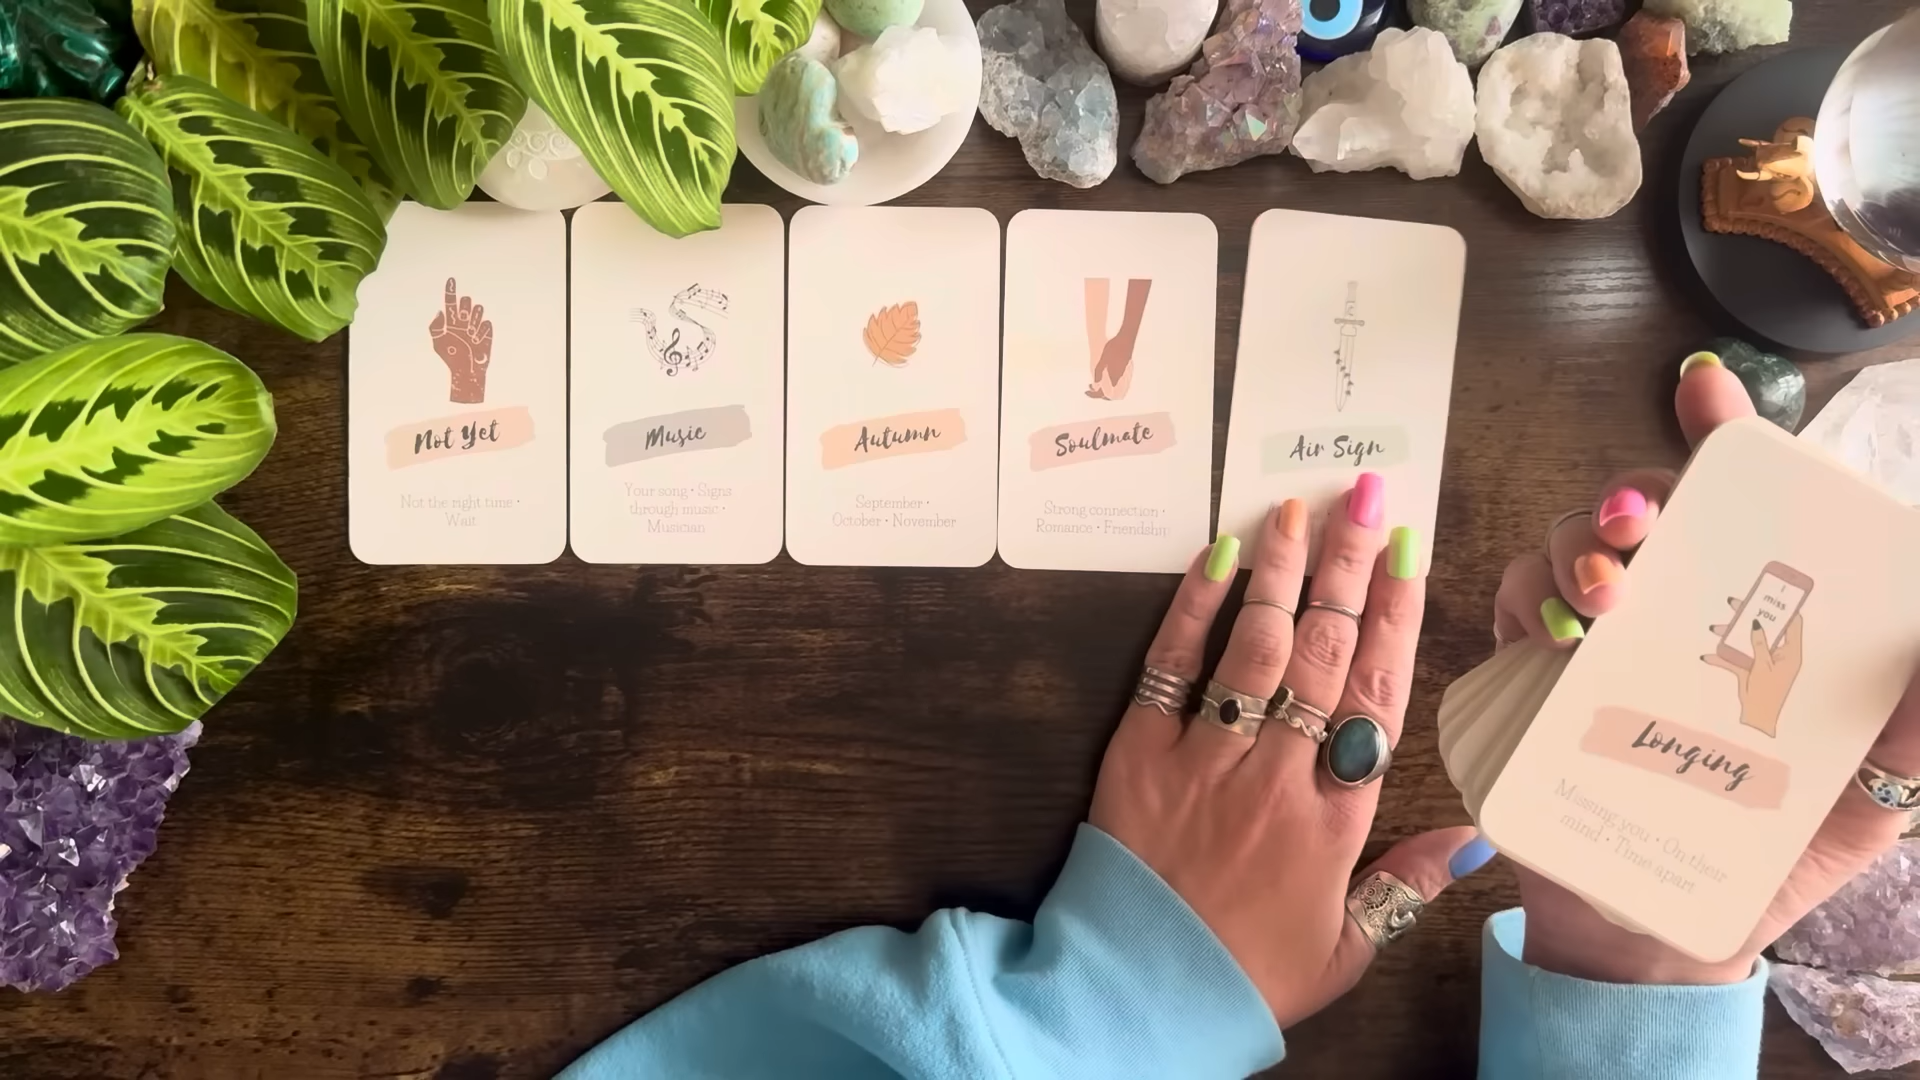 Not Yet
Not the right time •
Wait
Music
Your song • Signs
through music •
Musician
Autumn
September •
October • November
Soulmate
Strong connection •
Romance • Friendship
Air Sign
I
miss
you
Longing
Missing you • On their
mind • Time apart